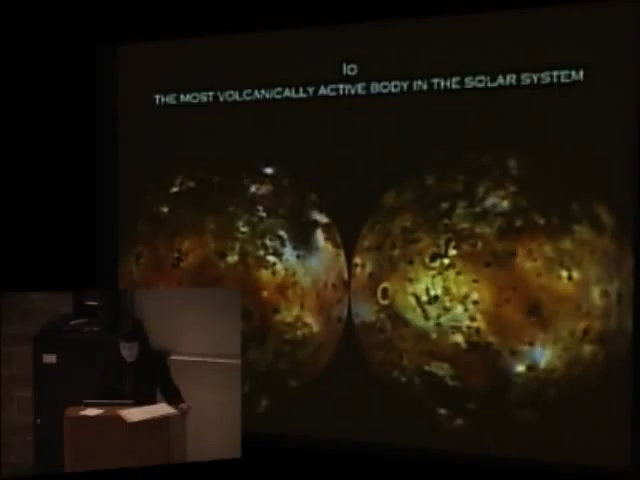 Io
THE MOST VOLCANICALLY ACTIVE BODY IN THE SOLAR SYSTEM